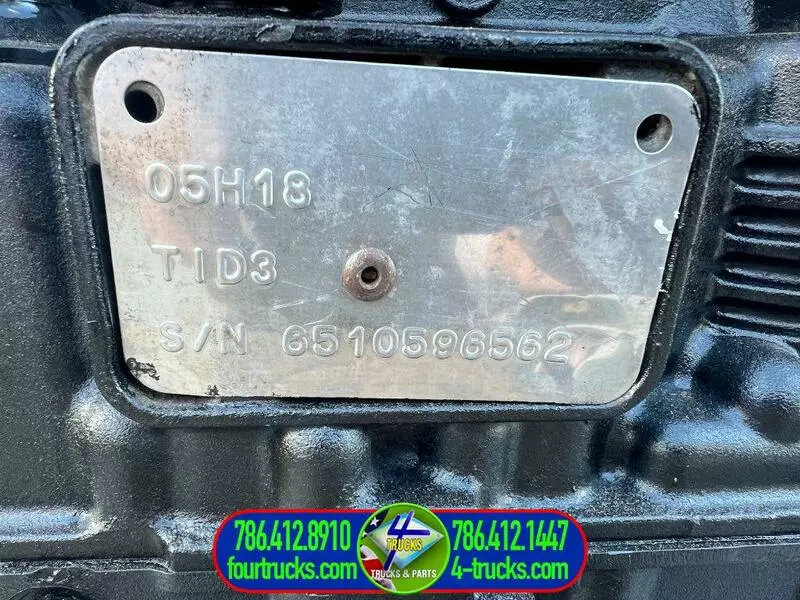 05H18
TID3
S/N 6510596562
786.412.8910
fourtrucks.com
4
TRUCKS
TRUCKS & PARTS
786.412.1447
4-trucks.com